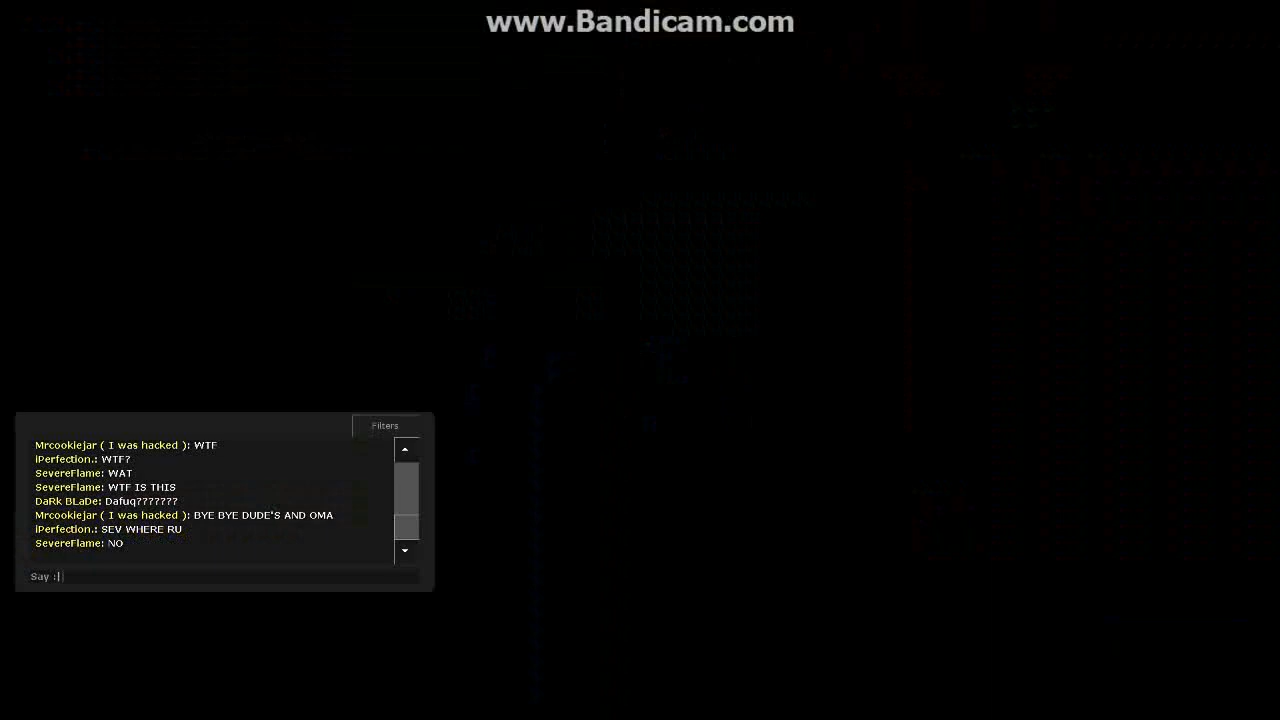 www.Bandicam.com
Filters
Mrcookiejar ( I was hacked ): WTF
iPerfection.: WTF?
SevereFlame: WAT
SevereFlame: WTF IS THIS
DaRk BLaDe: Dafuq???????
Mrcookiejar ( I was hacked ): BYE BYE DUDE'S AND OMA
iPerfection.: SEV WHERE RU
SevereFlame: NO
Say :